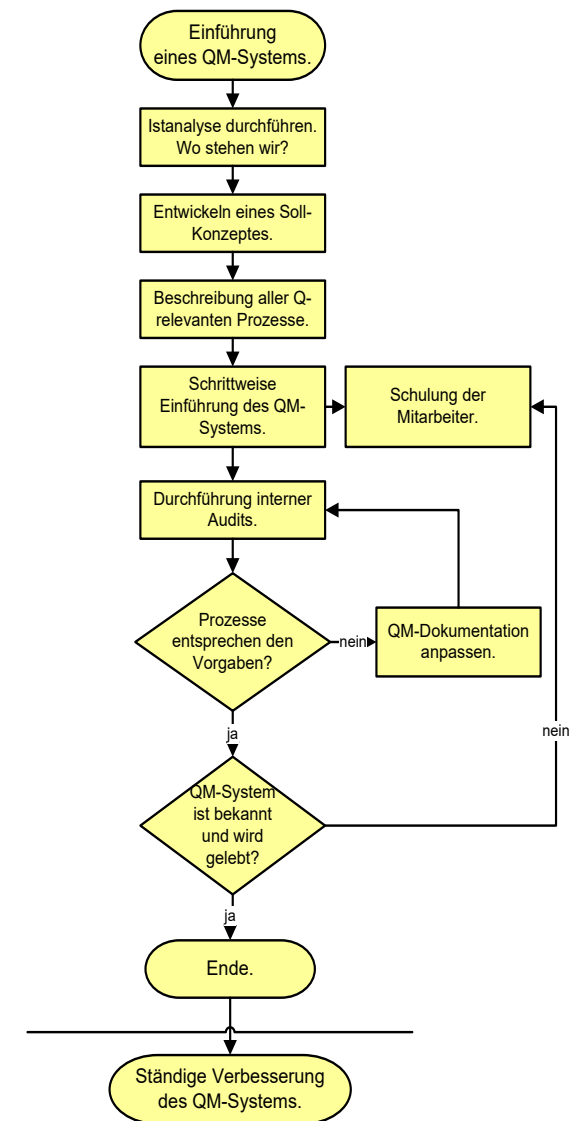 Einführung
eines QM-Systems.
Istanalyse durchführen.
Wo stehen wir?
Entwickeln eines Soll-
Konzeptes.
Beschreibung aller Q-
relevanten Prozesse.
Schrittweise
Einführung des QM-
Systems.
Schulung der
Mitarbeiter.
Durchführung interner
Audits.
Prozesse
entsprechen den
Vorgaben?
nein
QM-Dokumentation
anpassen.
ja
nein
QM-System
ist bekannt
und wird
gelebt?
ja
Ende.
Ständige Verbesserung
des QM-Systems.